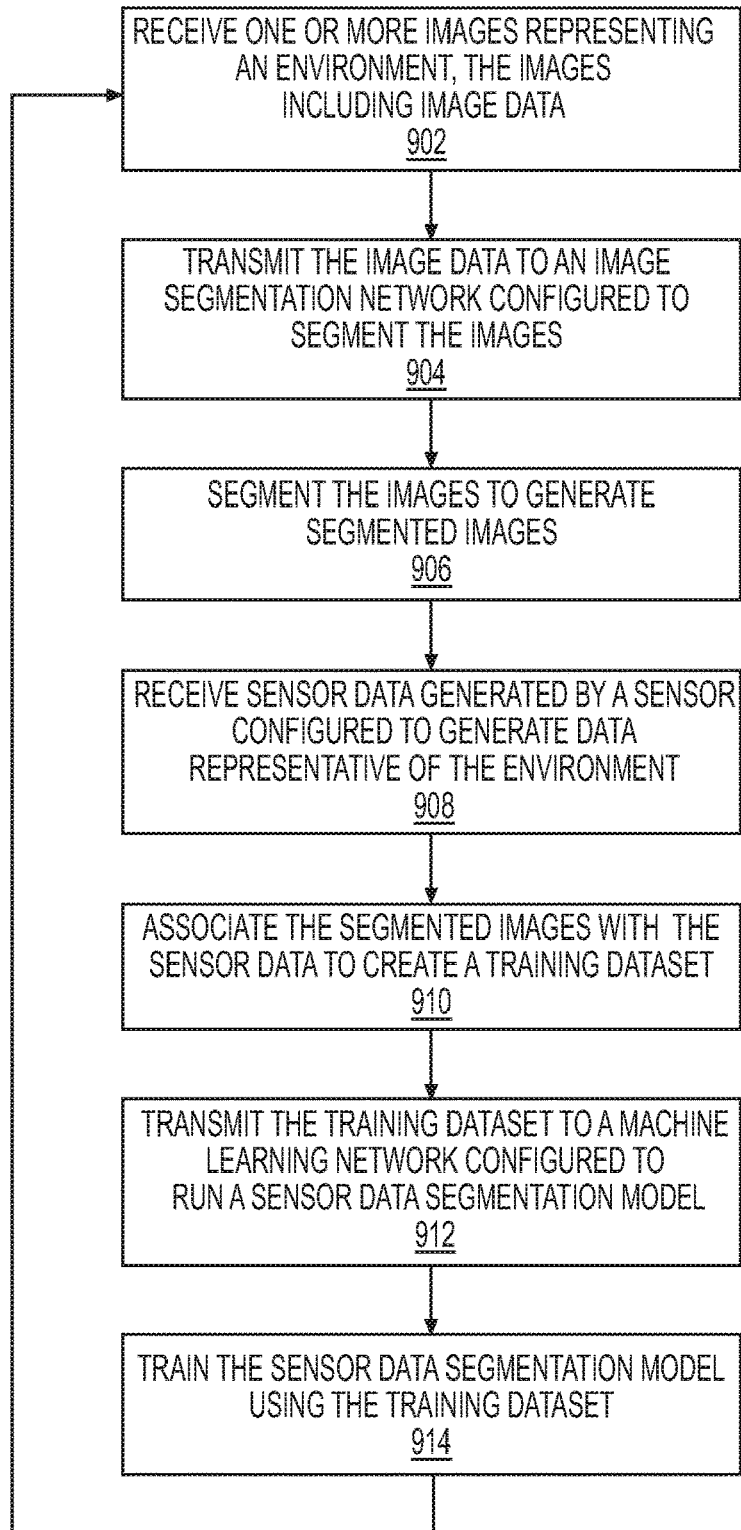 RECEIVE ONE OR MORE IMAGES REPRESENTING
AN ENVIRONMENT, THE IMAGES
INCLUDING IMAGE DATA
902
TRANSMIT THE IMAGE DATA TO AN IMAGE
SEGMENTATION NETWORK CONFIGURED TO
SEGMENT THE IMAGES
904
SEGMENT THE IMAGES TO GENERATE
SEGMENTED IMAGES
906
RECEIVE SENSOR DATA GENERATED BY A SENSOR
CONFIGURED TO GENERATE DATA
REPRESENTATIVE OF THE ENVIRONMENT
908
ASSOCIATE THE SEGMENTED IMAGES WITH THE
SENSOR DATA TO CREATE A TRAINING DATASET
910
TRANSMIT THE TRAINING DATASET TO A MACHINE
LEARNING NETWORK CONFIGURED TO
RUN A SENSOR DATA SEGMENTATION MODEL
912
TRAIN THE SENSOR DATA SEGMENTATION MODEL
USING THE TRAINING DATASET
914